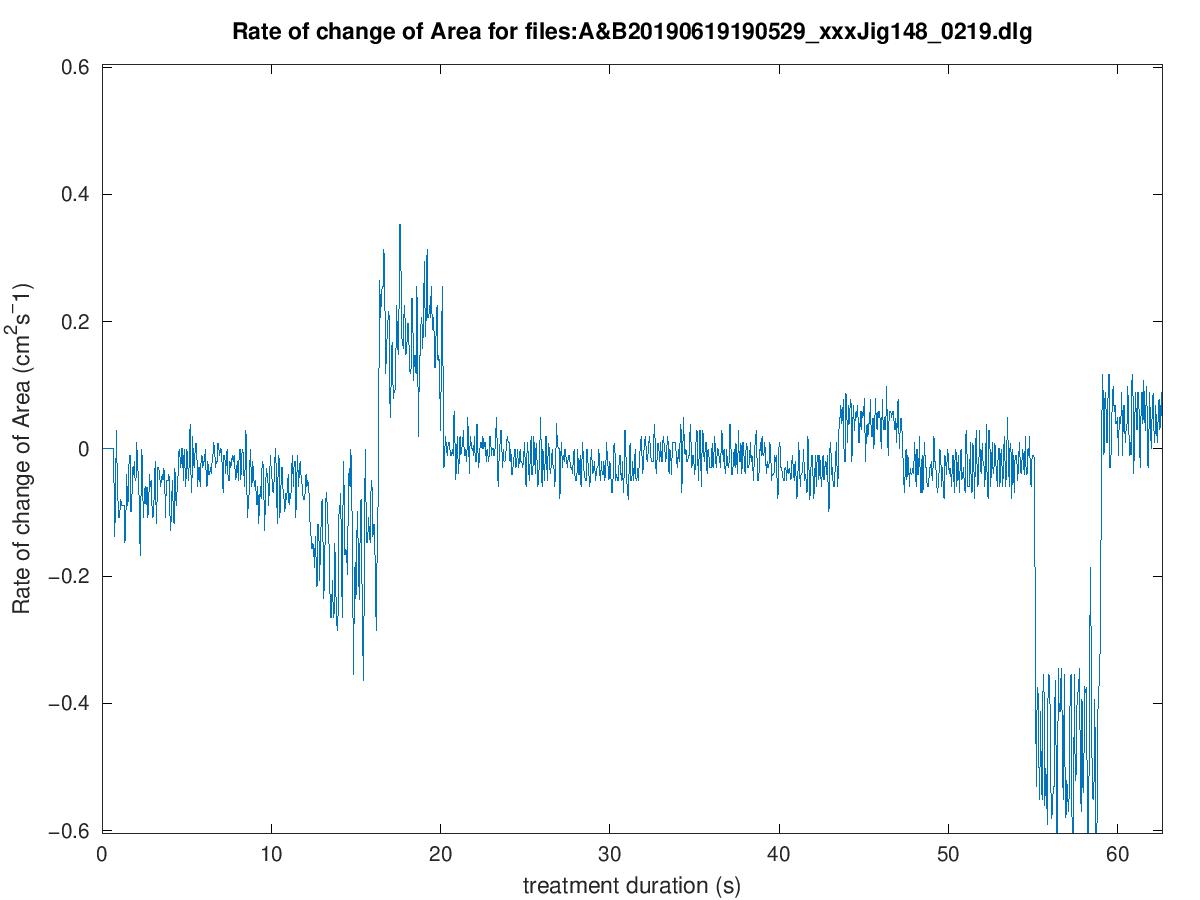 Rate of change of Area for files:A&B20190619190529_xxxJig148_0219.dlg
0.6
0.4
0.2
0
−0.2
−0.4
−0.6
Rate of change of Area (cm²s⁻1)
0 10 20 30 40 50 60
treatment duration (s)